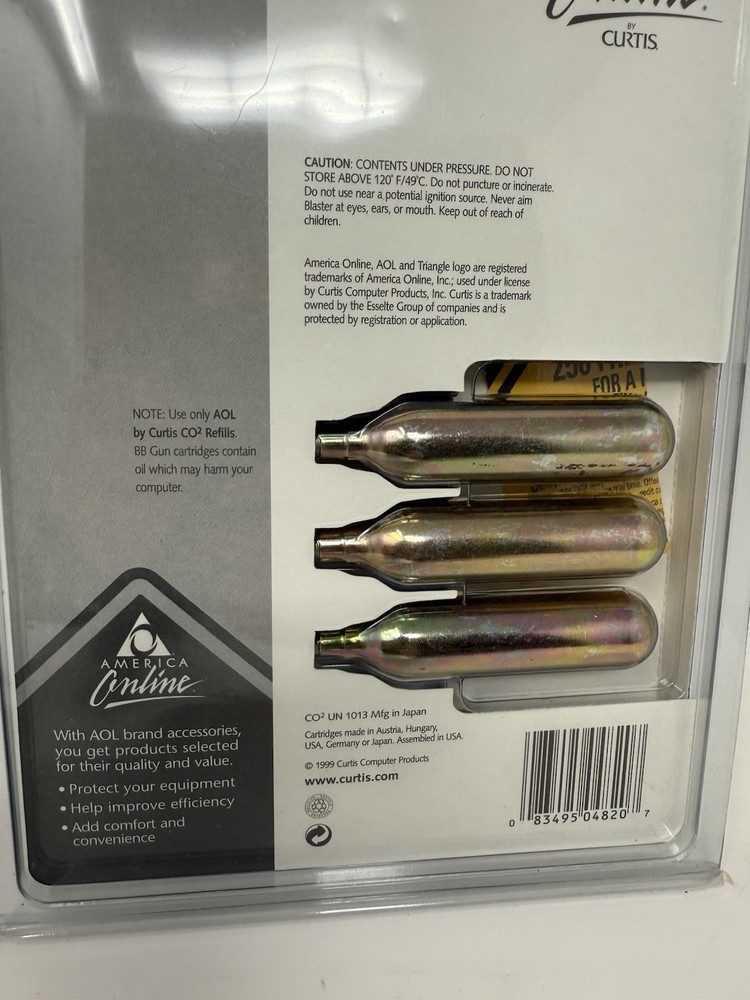 BY
CURTIS.
CAUTION: CONTENTS UNDER PRESSURE. DO NOT
STORE ABOVE 120° F/49°C. Do not puncture or incinerate.
Do not use near a potential ignition source. Never aim
Blaster at eyes, ears, or mouth. Keep out of reach of
children.
America Online, AOL and Triangle logo are registered
trademarks of America Online, Inc.; used under license
by Curtis Computer Products, Inc. Curtis is a trademark
owned by the Esselte Group of companies and is
protected by registration or application.
FOR A
NOTE: Use only AOL
by Curtis CO² Refills.
BB Gun cartridges contain
oil which may harm your
computer.
AMERICA
Online.
With AOL brand accessories,
you get products selected
for their quality and value.
• Protect your equipment
• Help improve efficiency
• Add comfort and
convenience
CO² UN 1013 Mfg in Japan
Cartridges made in Austria, Hungary,
USA, Germany or Japan. Assembled in USA.
© 1999 Curtis Computer Products
www.curtis.com
0 83495 04820 7